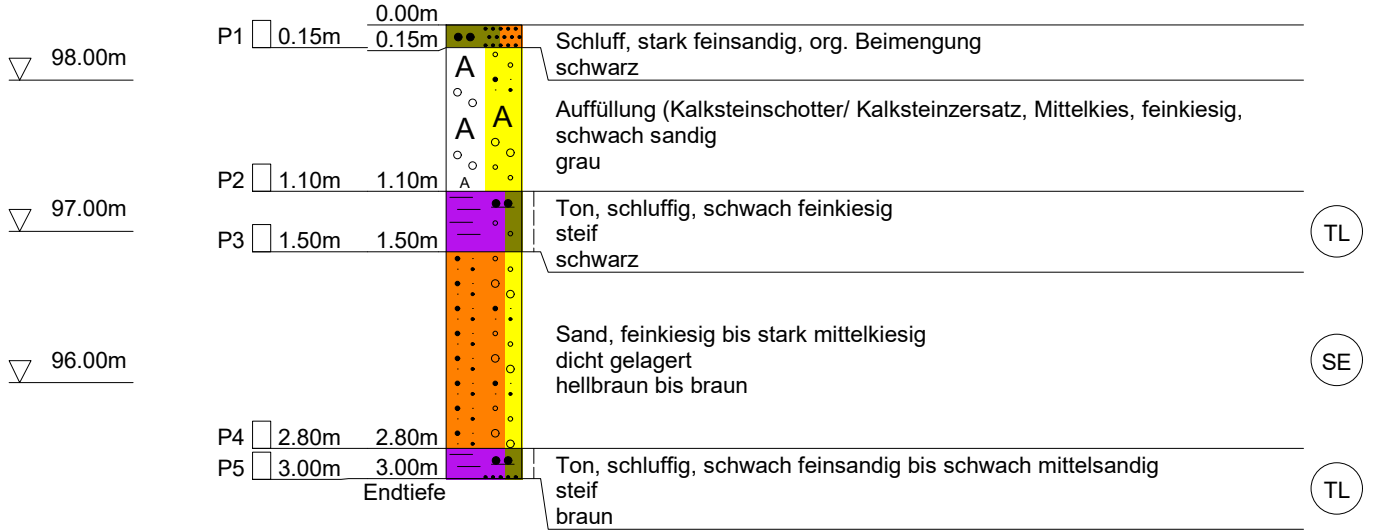 0.00m
P1 0.15m 0.15m
98.00m
Schluff, stark feinsandig, org. Beimengung
schwarz
A
A
A
A
Auffüllung (Kalksteinschotter/ Kalksteinzersatz, Mittelkies, feinkiesig,
schwach sandig
grau
P2 1.10m 1.10m
97.00m
Ton, schluffig, schwach feinkiesig
steif
schwarz
TL
P3 1.50m 1.50m
96.00m
Sand, feinkiesig bis stark mittelkiesig
dicht gelagert
hellbraun bis braun
SE
P4 2.80m 2.80m
P5 3.00m 3.00m
Endtiefe
Ton, schluffig, schwach feinsandig bis schwach mittelsandig
steif
braun
TL